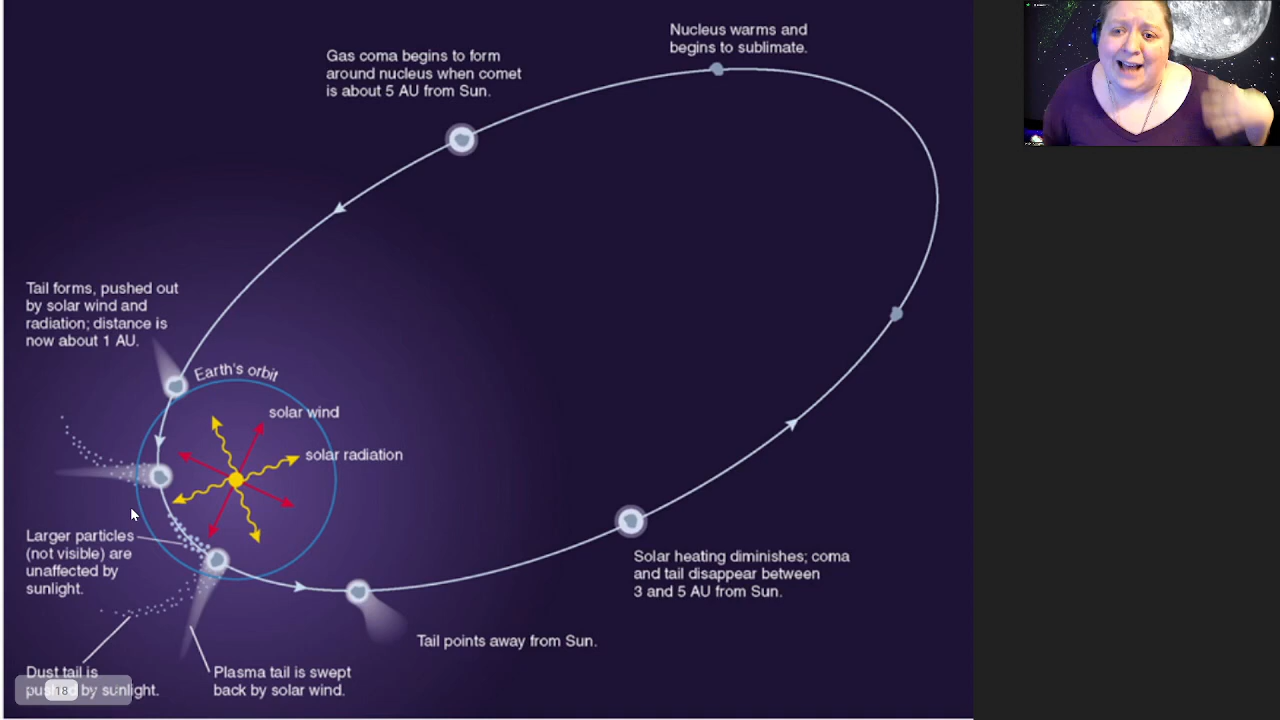 Nucleus warms and
begins to sublimate.
Gas coma begins to form
around nucleus when comet
is about 5 AU from Sun.
Tail forms, pushed out
by solar wind and
radiation; distance is
now about 1 AU.
Earth's orbit
solar wind
solar radiation
Larger particles
(not visible) are
unaffected by
sunlight.
Solar heating diminishes; coma
and tail disappear between
3 and 5 AU from Sun.
Tail points away from Sun.
Dust tail is
pushed by sunlight.
18
Plasma tail is swept
back by solar wind.